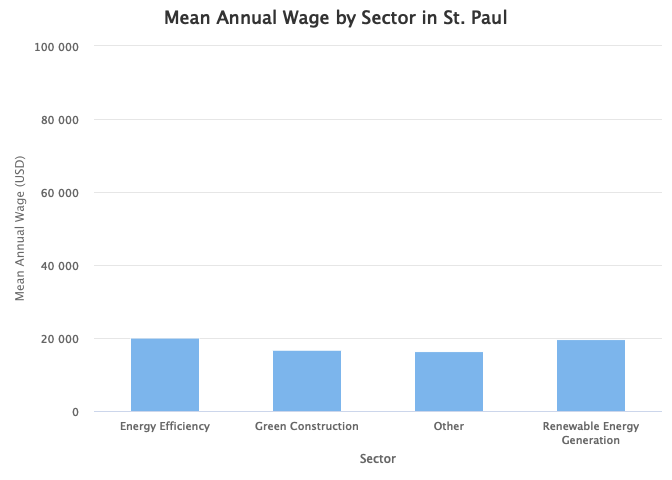 Mean Annual Wage by Sector in St. Paul
100 000
80 000
60 000
40 000
20 000
0
Mean Annual Wage (USD)
Energy Efficiency
Green Construction
Other
Renewable Energy
Generation
Sector